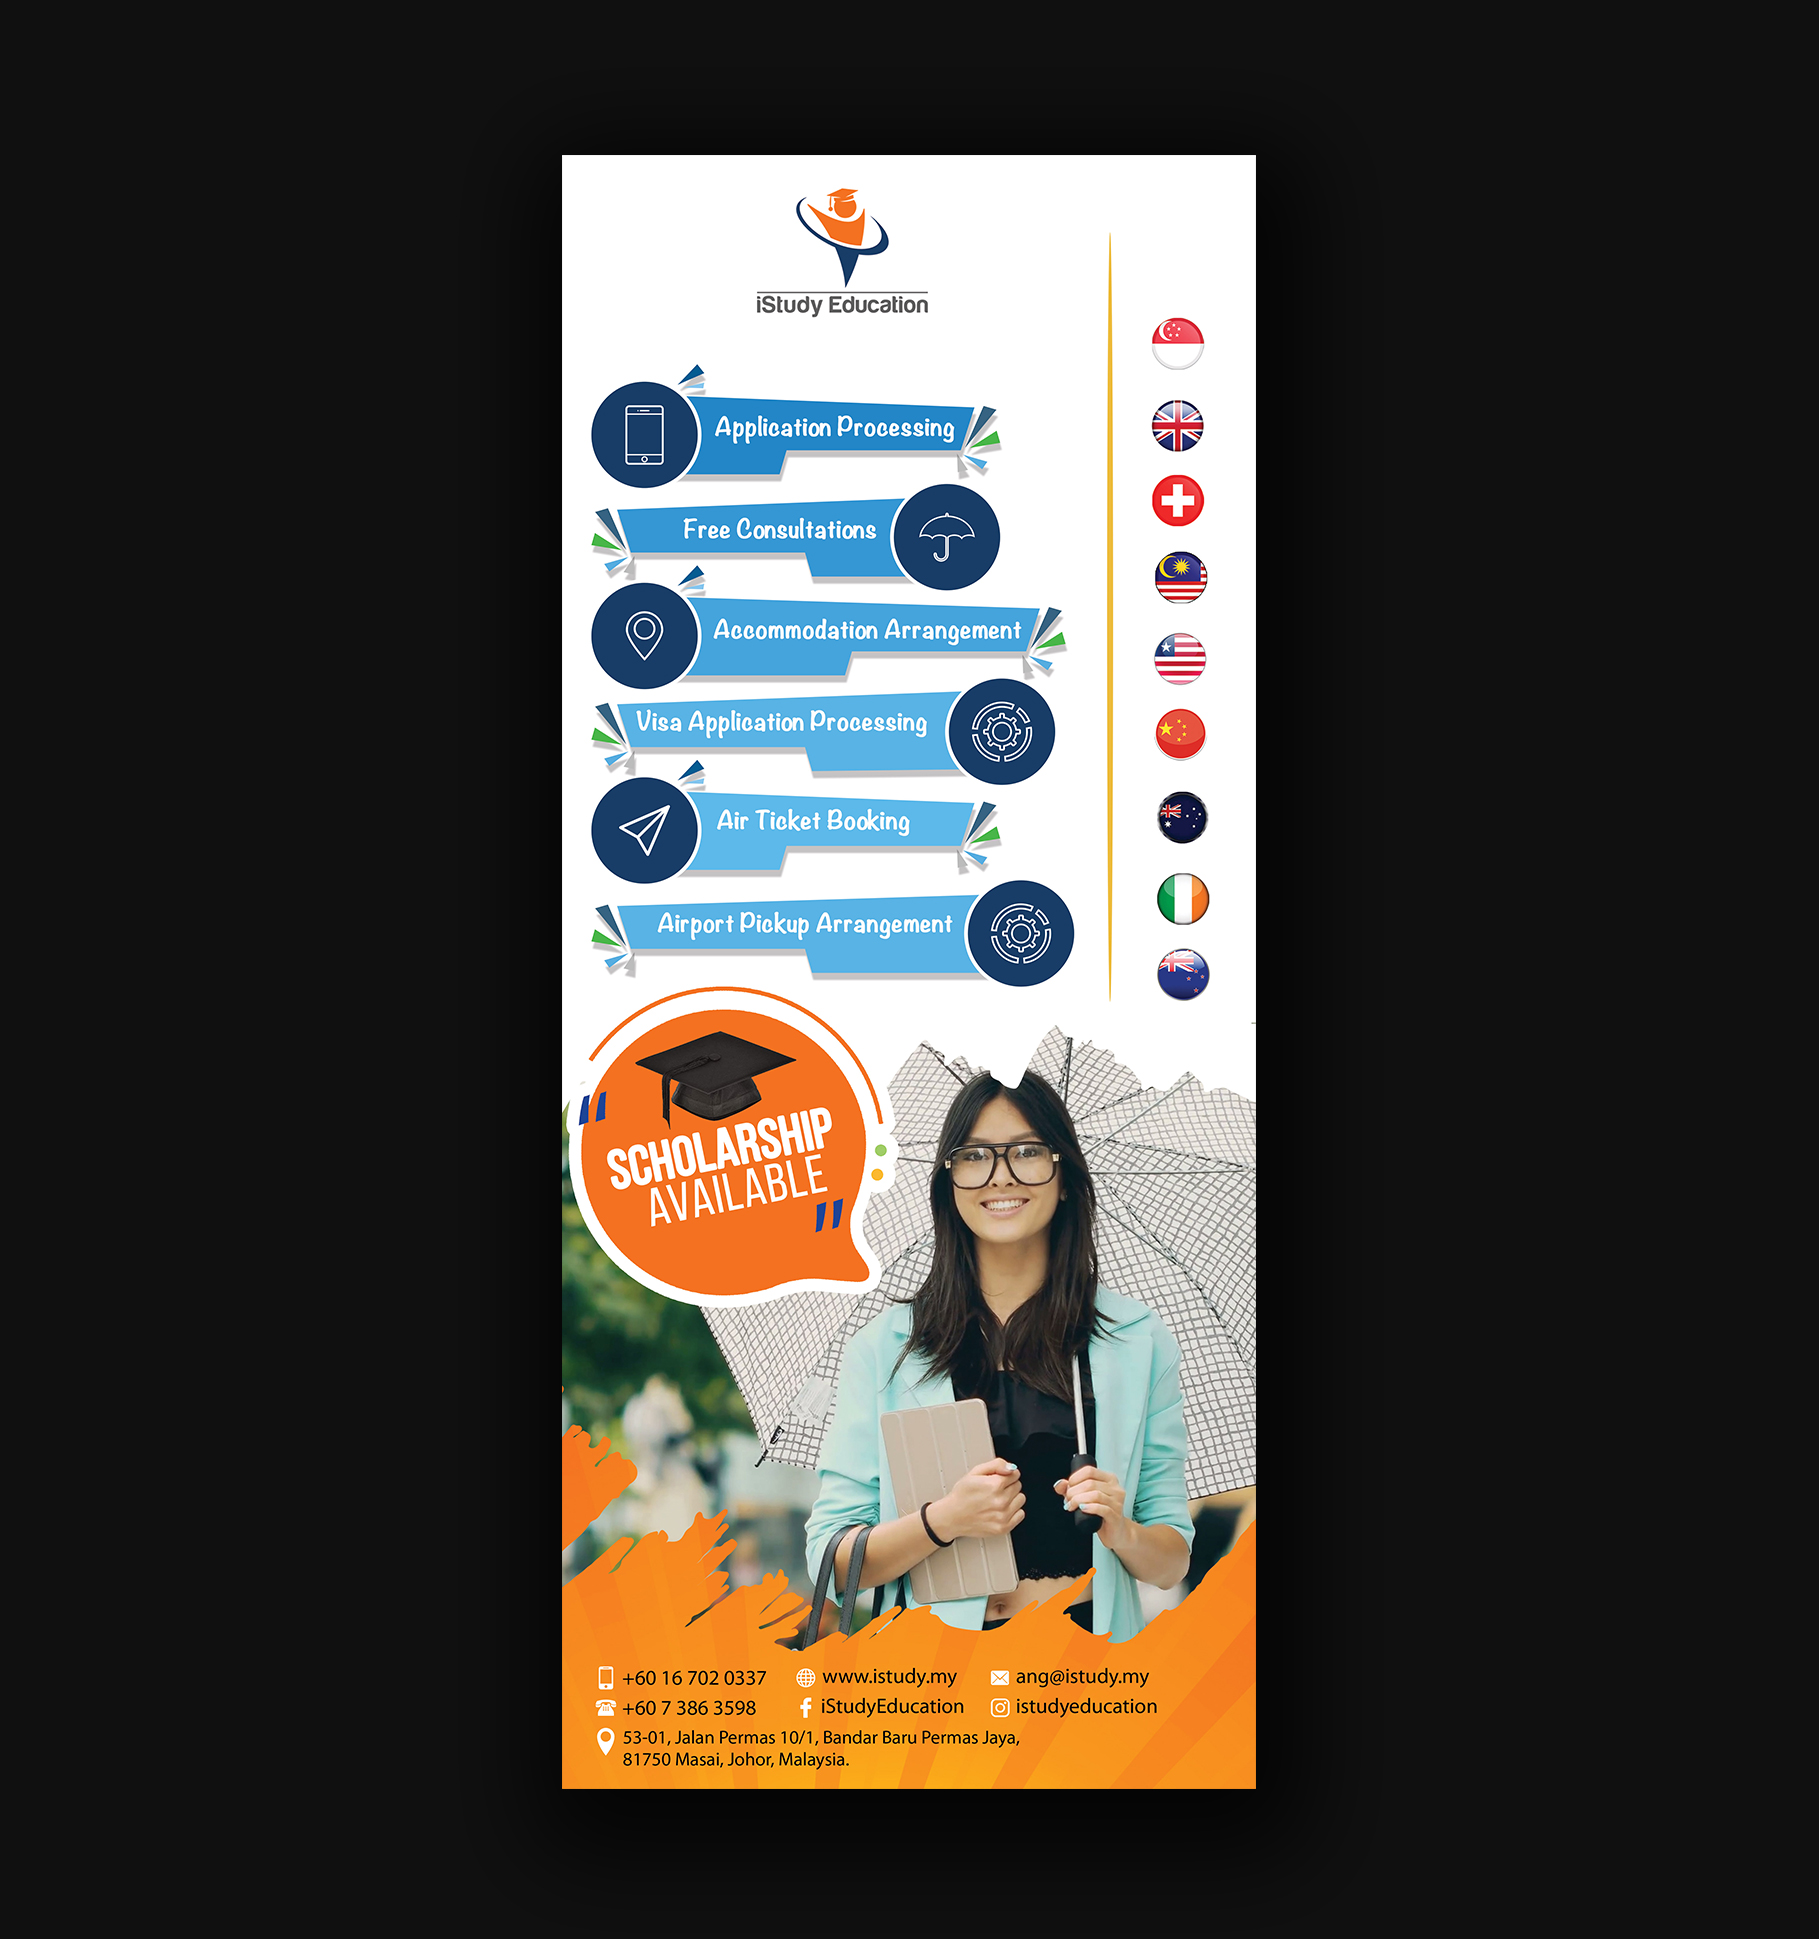 iStudy Education
Application Processing
Free Consultations
Accommodation Arrangement
Visa Application Processing
Air Ticket Booking
Airport Pickup Arrangement
"SCHOLARSHIP
AVAILABLE"
+60 16 702 0337
www.istudy.my
ang@istudy.my
+60 7 386 3598
iStudyEducation
istudyeducation
53-01, Jalan Permas 10/1, Bandar Baru Permas Jaya,
81750 Masai, Johor, Malaysia.